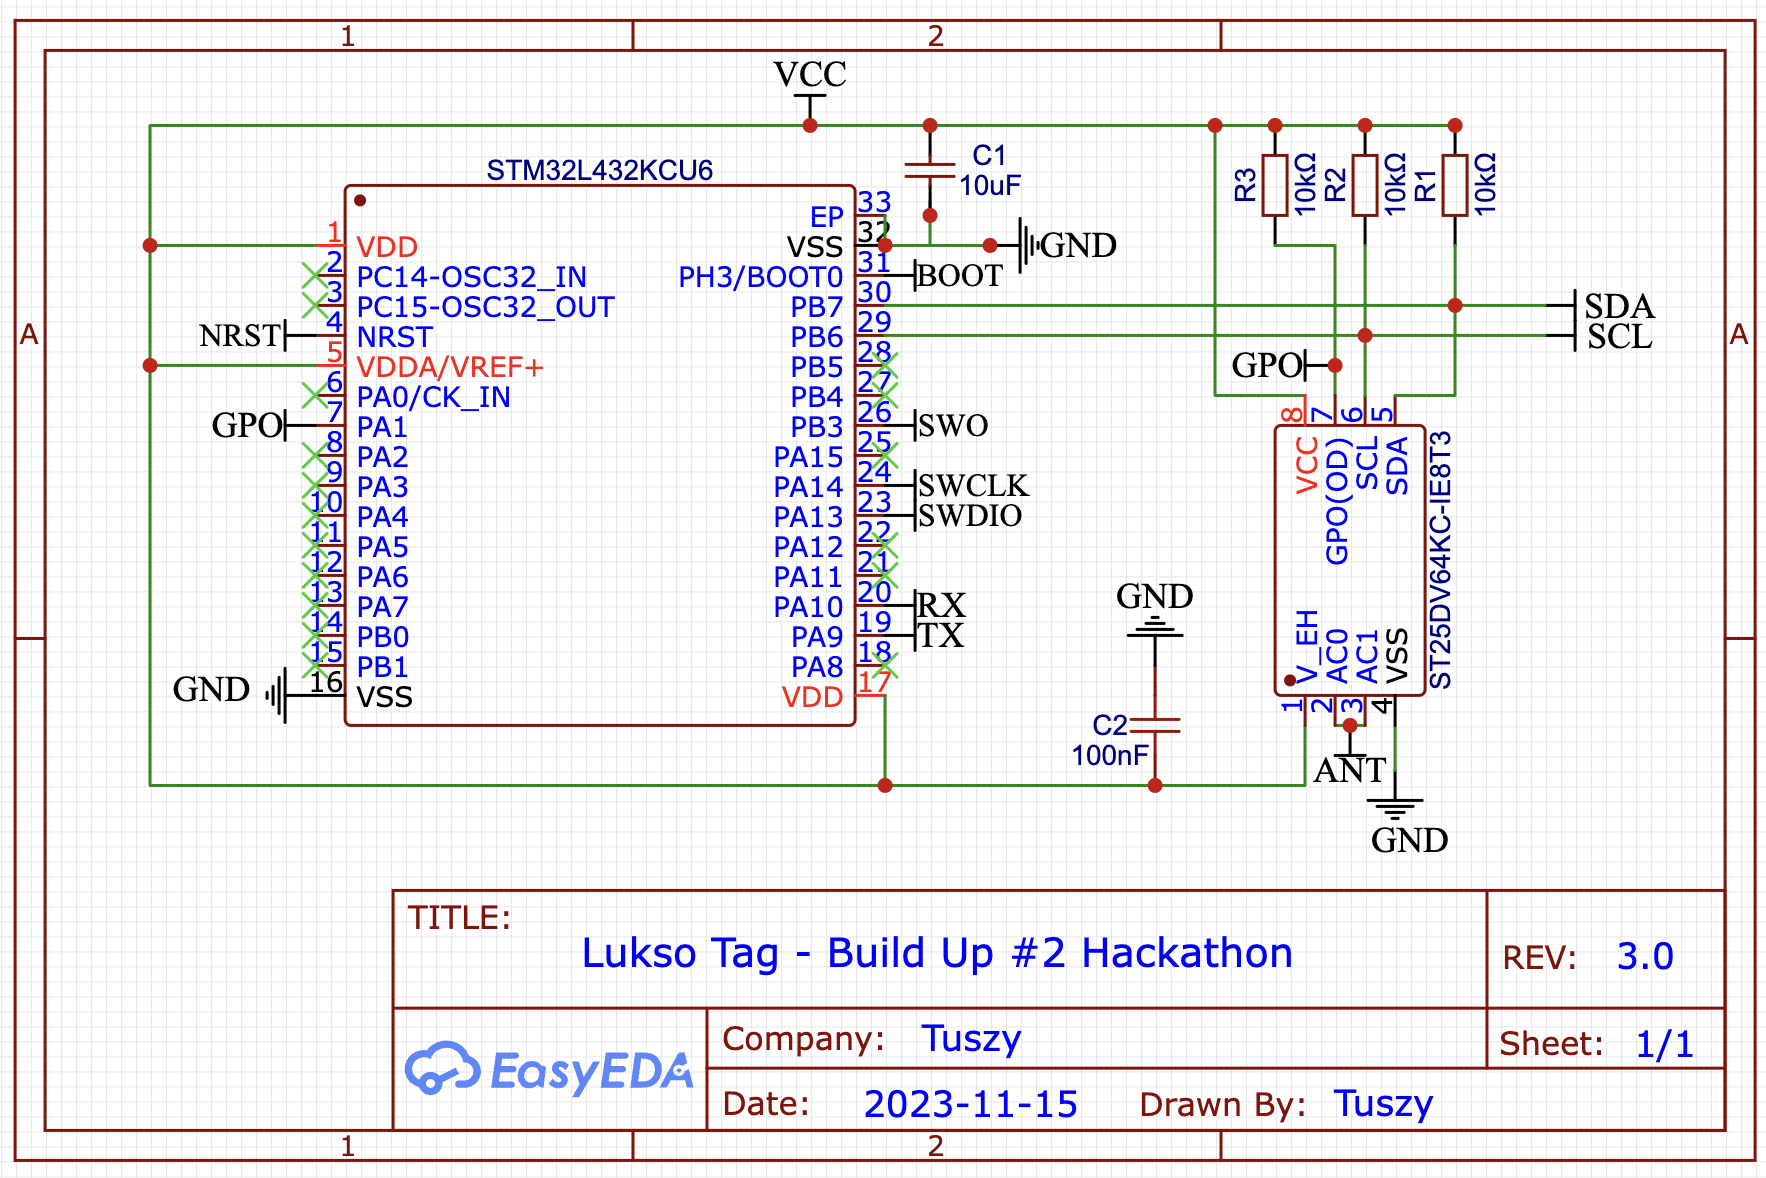 1 2
VCC
STM32L432KCU6
C1
10uF
R3 10kΩ R2 10kΩ R1 10kΩ
1 VDD
2 PC14-OSC32_IN
3 PC15-OSC32_OUT
NRST 4 NRST
5 VDDA/VREF+
6 PA0/CK_IN
GPO 7 PA1
8 PA2
9 PA3
10 PA4
11 PA5
12 PA6
13 PA7
14 PB0
15 PB1
GND 16 VSS
EP 33
VSS 32 GND
PH3/BOOT0 31 BOOT
PB7 30 SDA
PB6 29 SCL
PB5 28
PB4 27
PB3 26 SWO
PA15 25
PA14 24 SWCLK
PA13 23 SWDIO
PA12 22
PA11 21
PA10 20 RX
PA9 19 TX
PA8 18
VDD 17
A A
GPO
8 7 6 5
VCC GPO(OD) SCL SDA
ST25DV64KC-IE8T3
V_EH AC0 AC1 VSS
1 2 3 4
GND
C2
100nF
ANT
GND
TITLE:
Lukso Tag - Build Up #2 Hackathon
REV: 3.0
EasyEDA
Company: Tuszy
Sheet: 1/1
Date: 2023-11-15 Drawn By: Tuszy
1 2